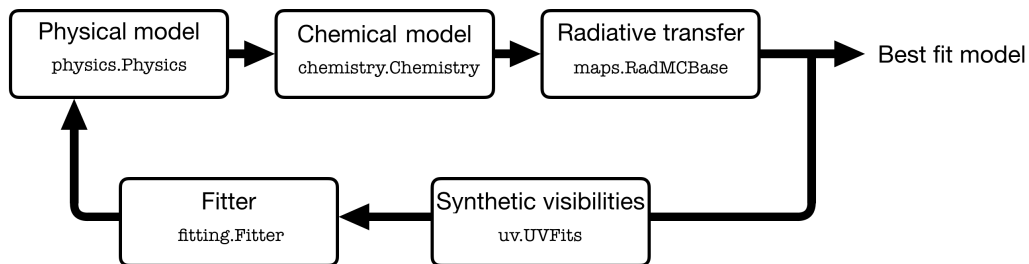 Physical model
physics.Physics
Chemical model
chemistry.Chemistry
Radiative transfer
maps.RadMCBase
Best fit model
Fitter
fitting.Fitter
Synthetic visibilities
uv.UVFits